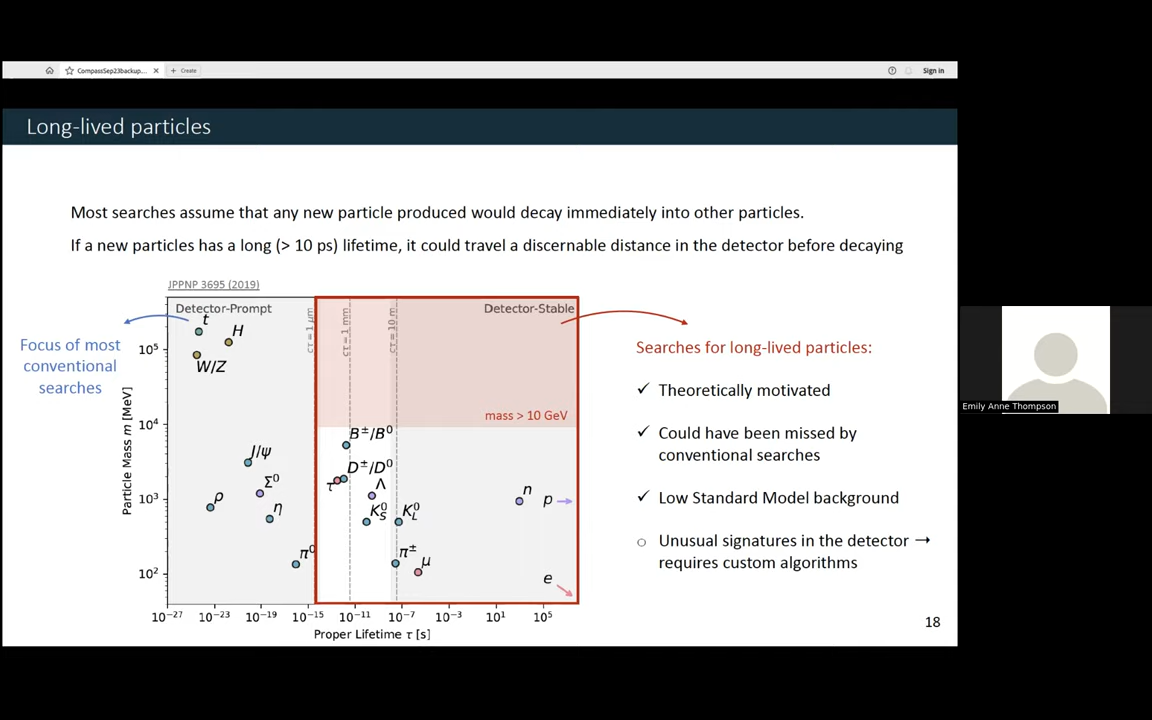 CompassSep23backup...
Create
Sign in
Long-lived particles
Most searches assume that any new particle produced would decay immediately into other particles.
If a new particles has a long (> 10 ps) lifetime, it could travel a discernable distance in the detector before decaying
JPPNP 3695 (2019)
Detector-Prompt
Detector-Stable
cτ = 1 μm
cτ = 1 mm
cτ = 10 m
t
H
W/Z
Focus of most
conventional
searches
mass > 10 GeV
B±/B⁰
D±/D⁰
J/ψ
τ
Λ
Σ⁰
ρ
η
K⁰S
K⁰L
n
p
π⁰
π±
μ
e
10⁵
10⁴
10³
10²
Particle Mass m [MeV]
10⁻²⁷ 10⁻²³ 10⁻¹⁹ 10⁻¹⁵ 10⁻¹¹ 10⁻⁷ 10⁻³ 10¹ 10⁵
Proper Lifetime τ [s]
Searches for long-lived particles:
✓ Theoretically motivated
✓ Could have been missed by
conventional searches
✓ Low Standard Model background
○ Unusual signatures in the detector →
requires custom algorithms
18
Emily Anne Thompson